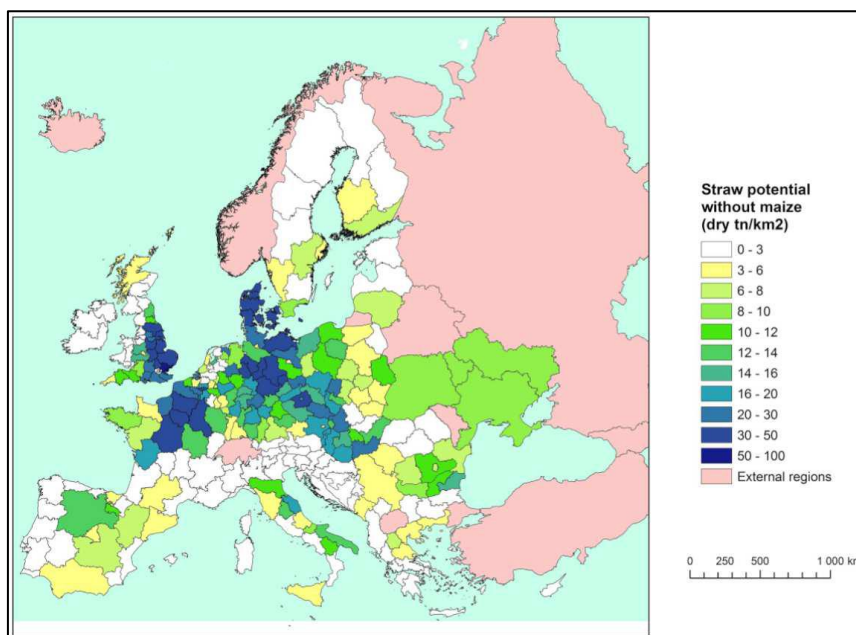 Straw potential
without maize
(dry tn/km2)
0 - 3
3 - 6
6 - 8
8 - 10
10 - 12
12 - 14
14 - 16
16 - 20
20 - 30
30 - 50
50 - 100
External regions
0 250 500 1 000 km